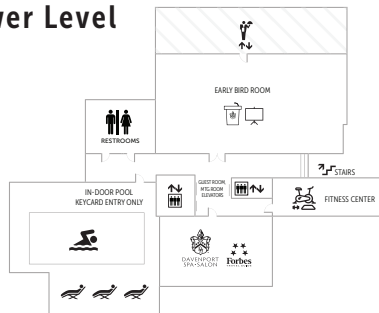 ver Level
EARLY BIRD ROOM
RESTROOMS
STAIRS
GUEST ROOM,
MTG ROOM
ELEVATORS
IN-DOOR POOL
KEYCARD ENTRY ONLY
FITNESS CENTER
DAVENPORT
SPA•SALON
Forbes